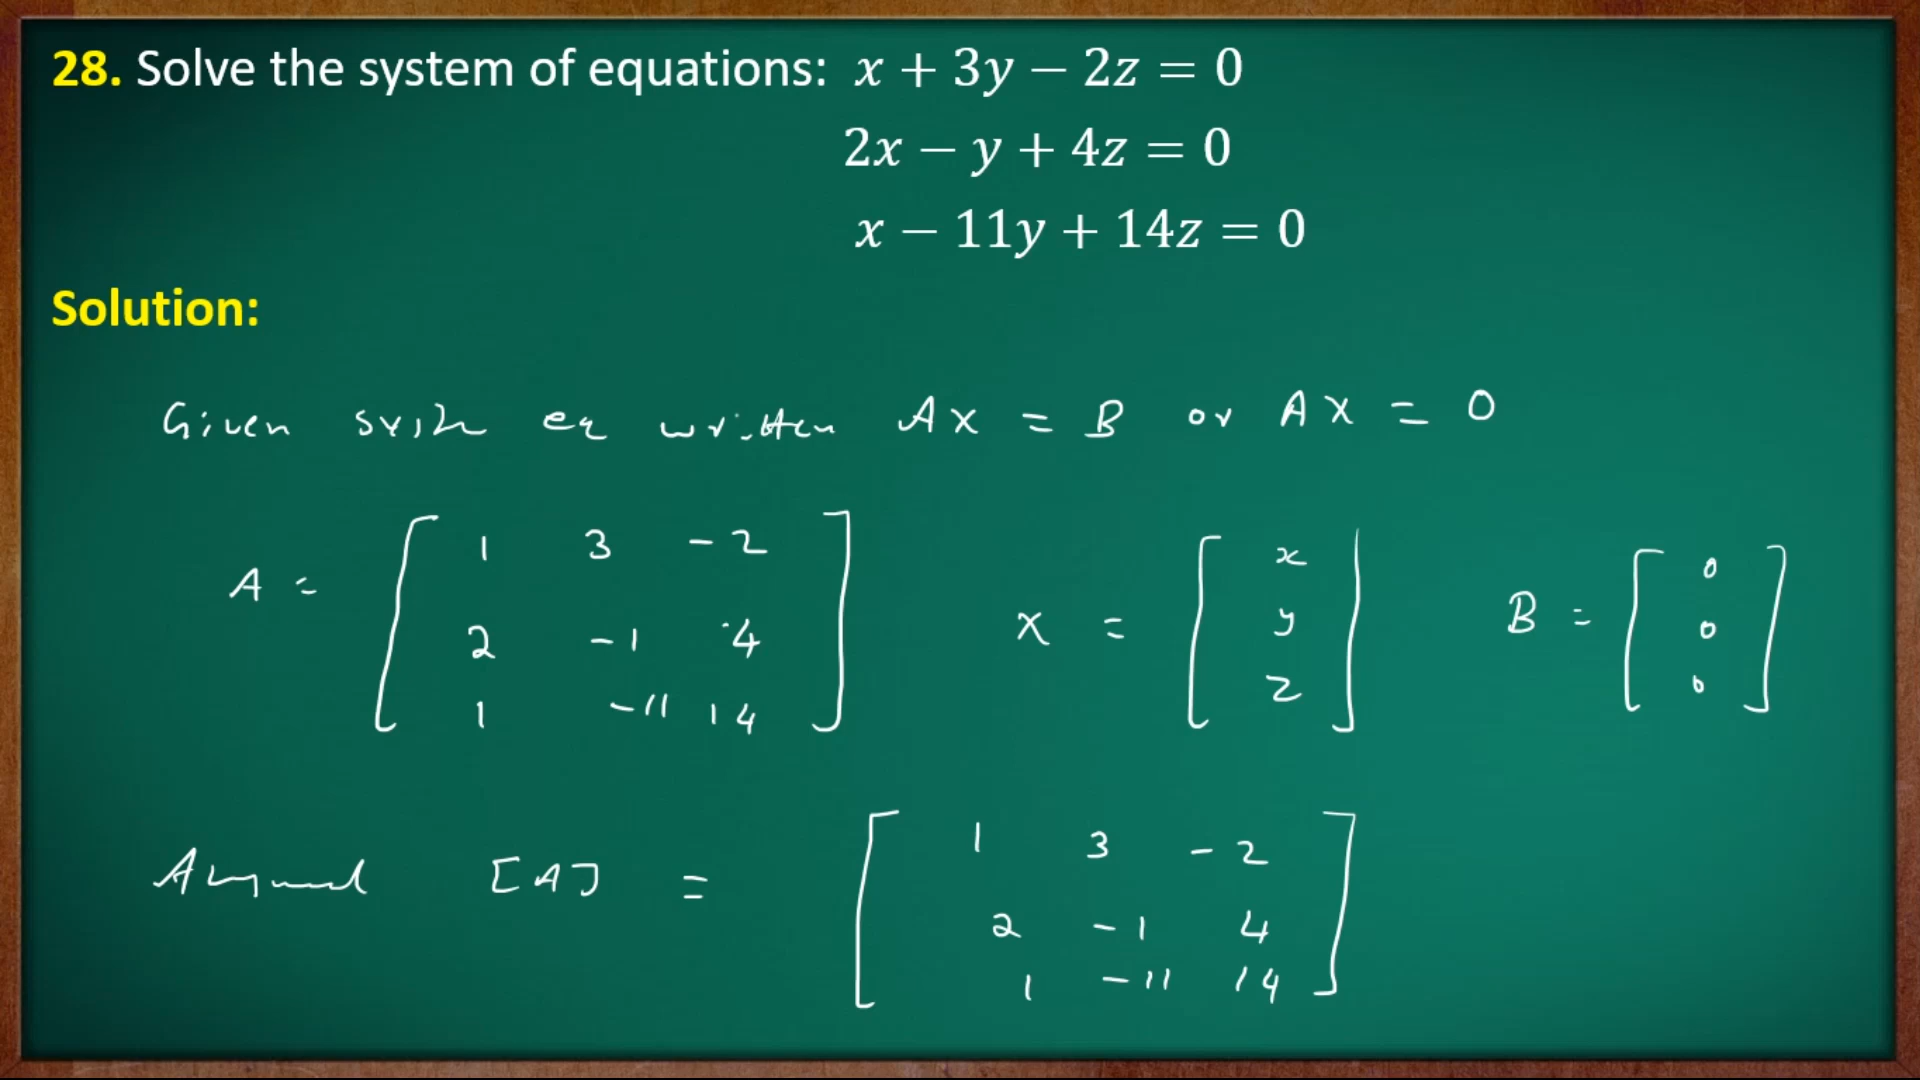 28. Solve the system of equations: x + 3y − 2z = 0
2x − y + 4z = 0
x − 11y + 14z = 0
Solution:
Given eq written AX = B or AX = 0
A = [ 1 3 -2
2 -1 4
1 -11 14 ]
X = [ x
y
z ]
B = [ 0
0
0 ]
[A] = [ 1 3 -2
2 -1 4
1 -11 14 ]